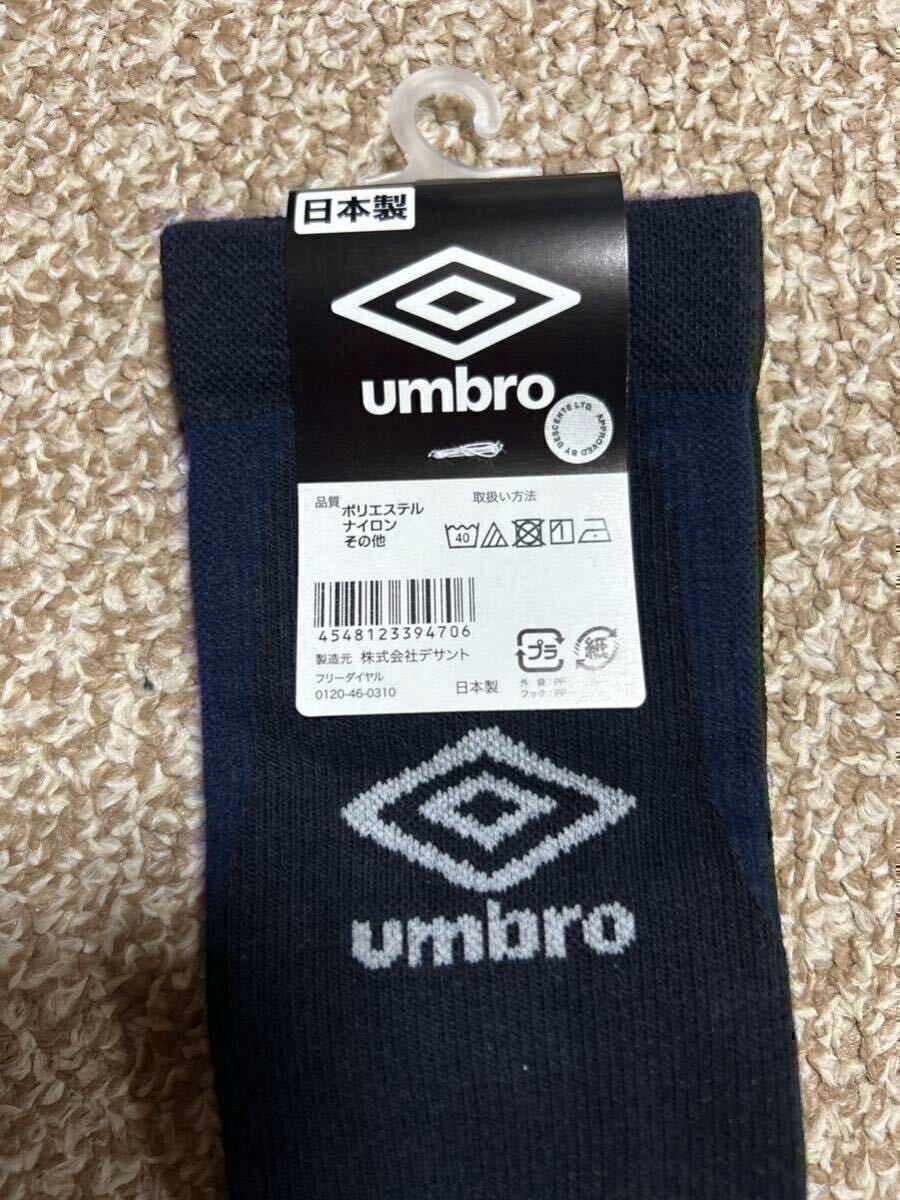 日本製
umbro
APPROVED BY DESCENTE LTD.
品質
ポリエステル
ナイロン
その他
取扱い方法
40
1
4548123394706
製造元 株式会社デサント
フリーダイヤル
0120-46-0310
日本製
プラ
紙
外 袋:PP
フック:PP
umbro